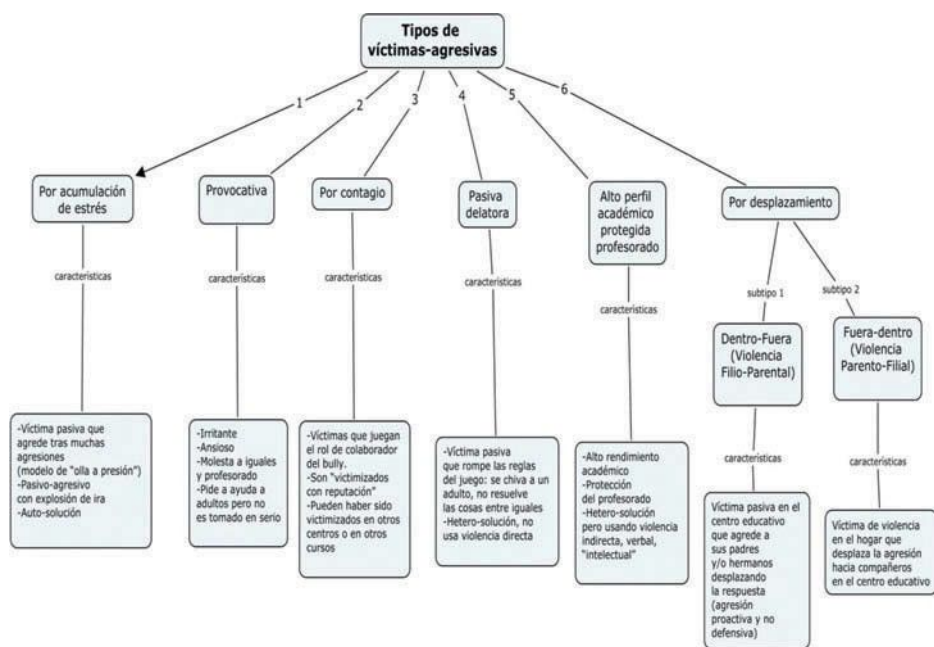 Tipos de
víctimas-agresivas
1
2
3
4
5
6
Por acumulación
de estrés
Provocativa
Por contagio
Pasiva
delatora
Alto perfil
académico
protegida
profesorado
Por desplazamiento
características
características
características
características
características
subtipo 1
subtipo 2
Dentro-Fuera
(Violencia
Filio-Parental)
Fuera-dentro
(Violencia
Parento-Filial)
características
características
-Víctima pasiva que
agrede tras muchas
agresiones
(modelo de "olla a presión")
-Pasivo-agresivo
con explosión de ira
-Auto-solución
-Irritante
-Ansioso
-Molesta a iguales
y profesorado
-Pide a ayuda a
adultos pero no
es tomado en serio
-Víctimas que juegan
el rol de colaborador
del bully.
-Son "victimizados
con reputación"
-Pueden haber sido
victimizados en otros
centros o en otros
cursos
-Víctima pasiva
que rompe las reglas
del juego: se chiva a un
adulto, no resuelve
las cosas entre iguales
-Hetero-solución, no
usa violencia directa
-Alto rendimiento
académico
-Protección
del profesorado
-Hetero-solución
pero usando violencia
indirecta, verbal,
"intelectual"
Víctima pasiva en el
centro educativo
que agrede a
sus padres
y/o hermanos
desplazando
la respuesta
(agresión
proactiva y no
defensiva)
Víctima de violencia
en el hogar que
desplaza la agresión
hacia compañeros
en el centro educativo